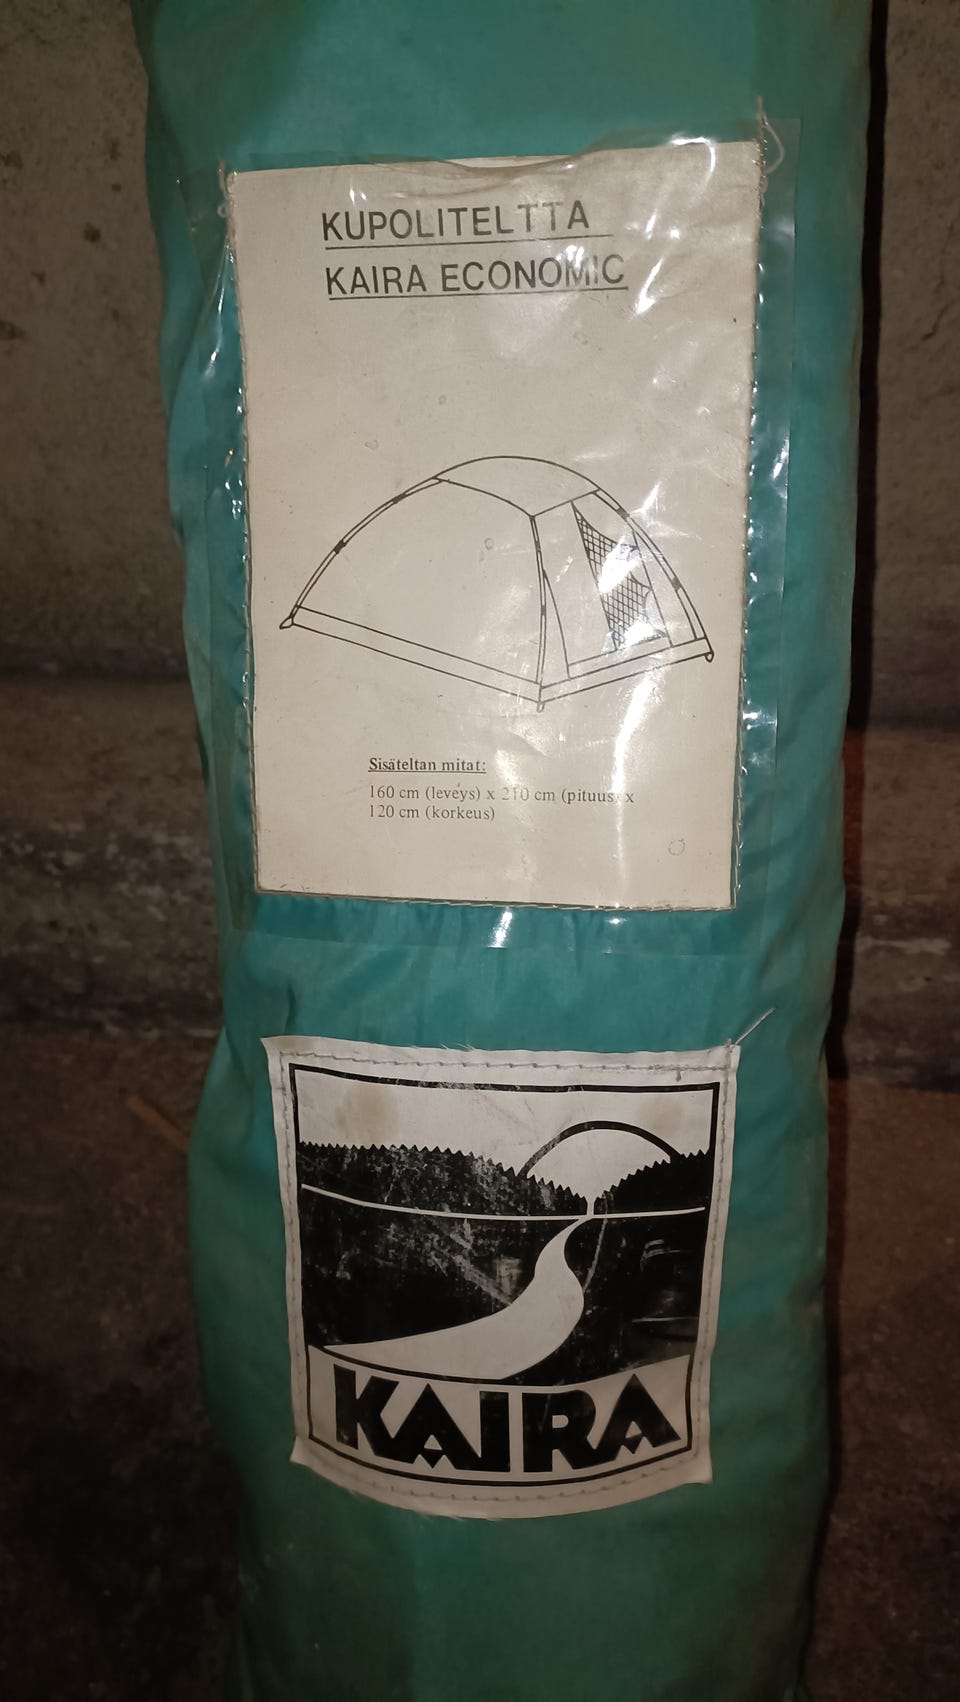 KUPOLITELTTA
KAIRA ECONOMIC
Sisäteltan mitat:
160 cm (leveys) x 210 cm (pituus) x
120 cm (korkeus)
KAIRA